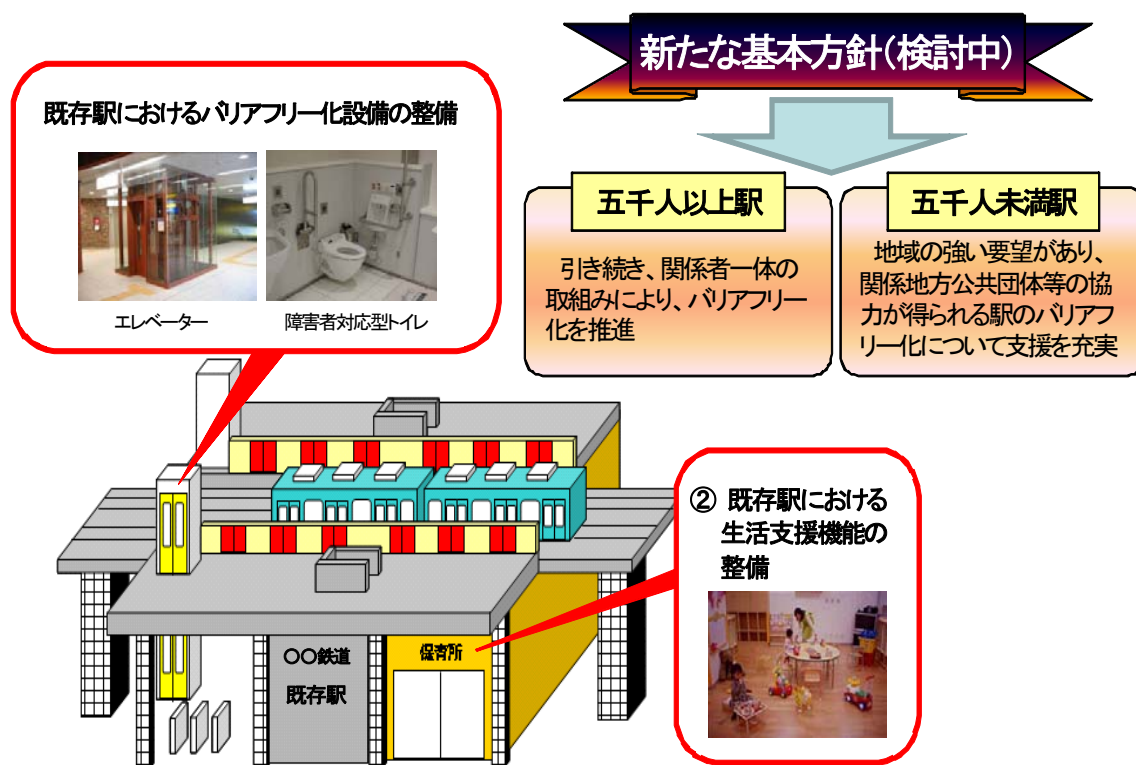 新たな基本方針(検討中)
既存駅におけるバリアフリー化設備の整備
エレベーター
障害者対応型トイレ
五千人以上駅
引き続き、関係者一体の
取組みにより、バリアフリー
化を推進
五千人未満駅
地域の強い要望があり、
関係地方公共団体等の協
力が得られる駅のバリアフ
リー化について支援を充実
② 既存駅における
生活支援機能の
整備
〇〇鉄道
既存駅
保育所